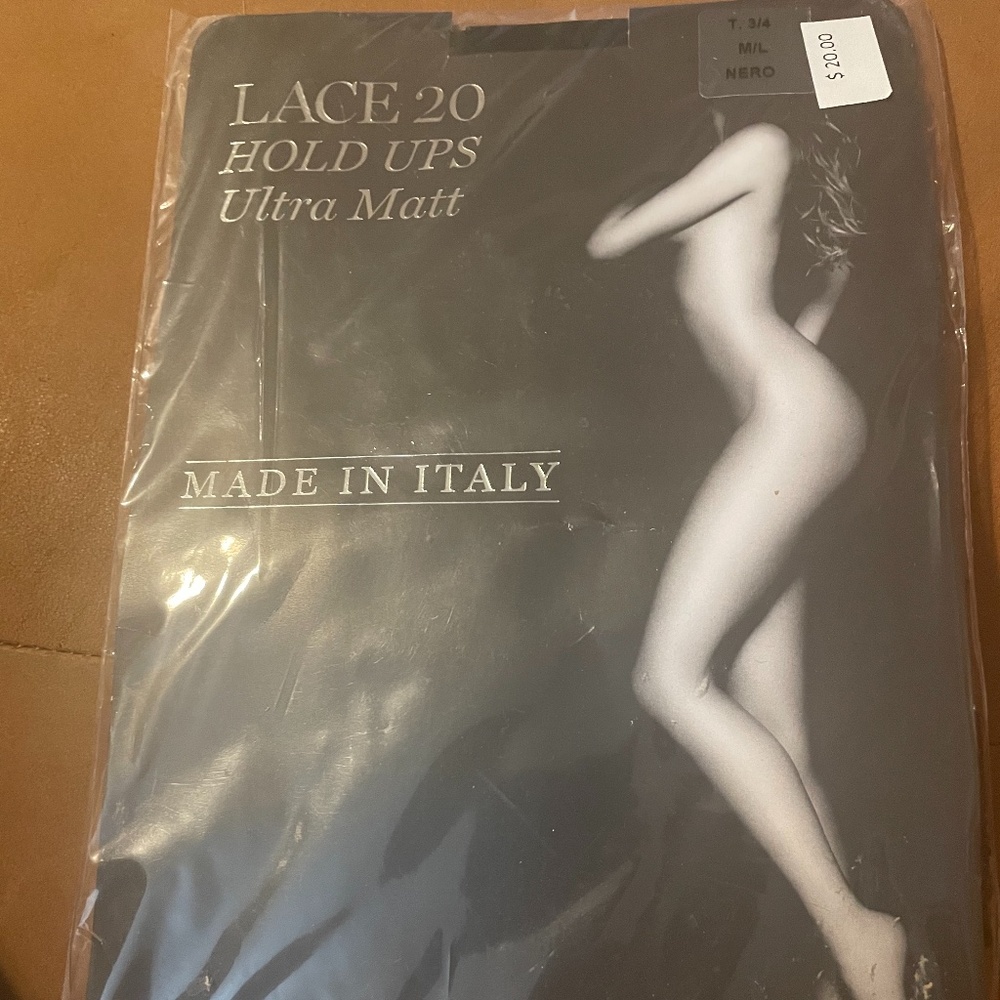 T. 3/4
M/L
NERO
$ 20.00
LACE 20
HOLD UPS
Ultra Matt
MADE IN ITALY